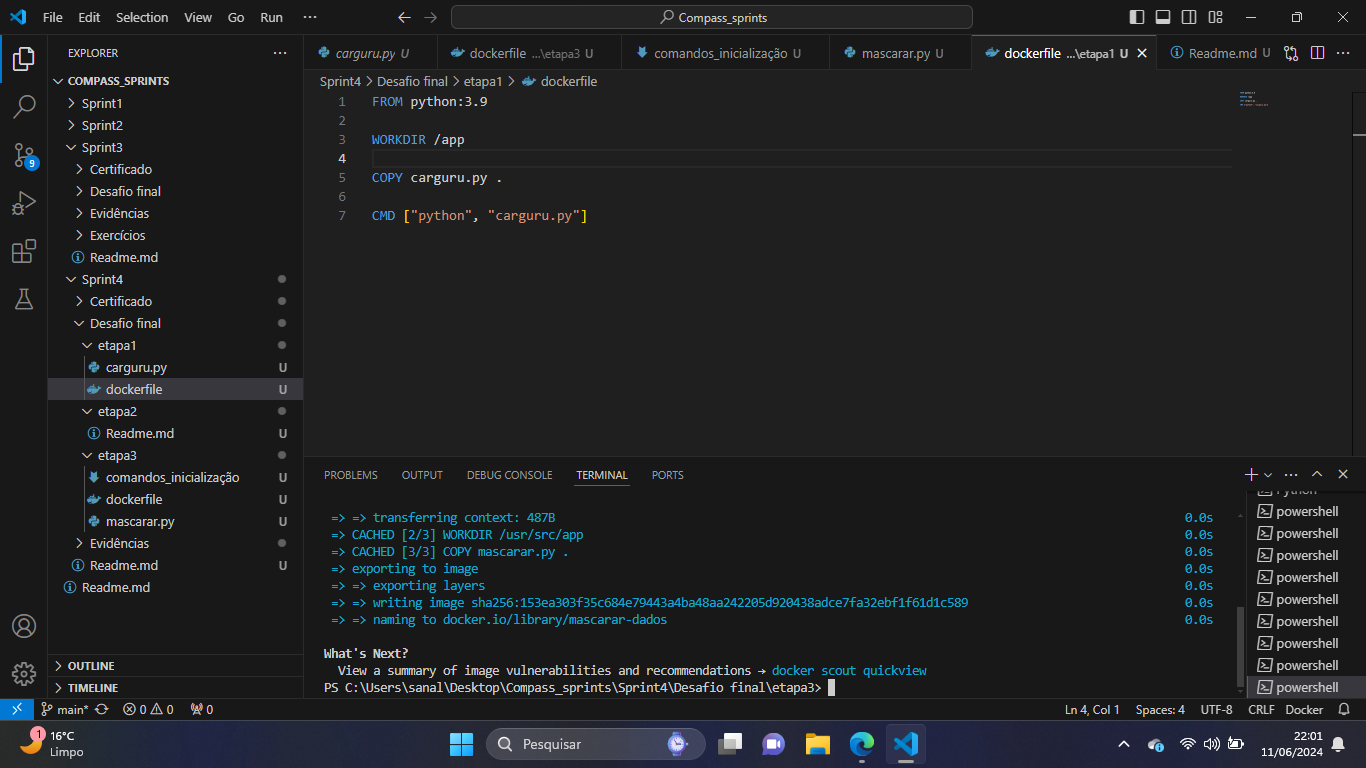 File Edit Selection View Go Run ···
Compass_sprints
EXPLORER
COMPASS_SPRINTS
Sprint1
Sprint2
Sprint3
Certificado
Desafio final
Evidências
Exercícios
Readme.md
Sprint4
Certificado
Desafio final
etapa1
carguru.py U
dockerfile U
etapa2
Readme.md U
etapa3
comandos_inicialização U
dockerfile U
mascarar.py U
Evidências
Readme.md U
Readme.md
OUTLINE
TIMELINE
9
carguru.py U
dockerfile ...\etapa3 U
comandos_inicialização U
mascarar.py U
dockerfile ...\etapa1 U
Readme.md U
Sprint4 > Desafio final > etapa1 > dockerfile
1 FROM python:3.9
2
3 WORKDIR /app
4
5 COPY carguru.py .
6
7 CMD ["python", "carguru.py"]
PROBLEMS OUTPUT DEBUG CONSOLE TERMINAL PORTS
=> => transferring context: 487B 0.0s
=> CACHED [2/3] WORKDIR /usr/src/app 0.0s
=> CACHED [3/3] COPY mascarar.py . 0.0s
=> exporting to image 0.0s
=> => exporting layers 0.0s
=> => writing image sha256:153ea303f35c684e79443a4ba48aa242205d920438adce7fa32ebf1f61d1c589 0.0s
=> => naming to docker.io/library/mascarar-dados 0.0s
What's Next?
View a summary of image vulnerabilities and recommendations → docker scout quickview
PS C:\Users\sanal\Desktop\Compass_sprints\Sprint4\Desafio final\etapa3>
Python
powershell
powershell
powershell
powershell
powershell
powershell
powershell
powershell
powershell
main* 0 0 0
Ln 4, Col 1 Spaces: 4 UTF-8 CRLF Docker
1
16°C
Limpo
Pesquisar
22:01
11/06/2024